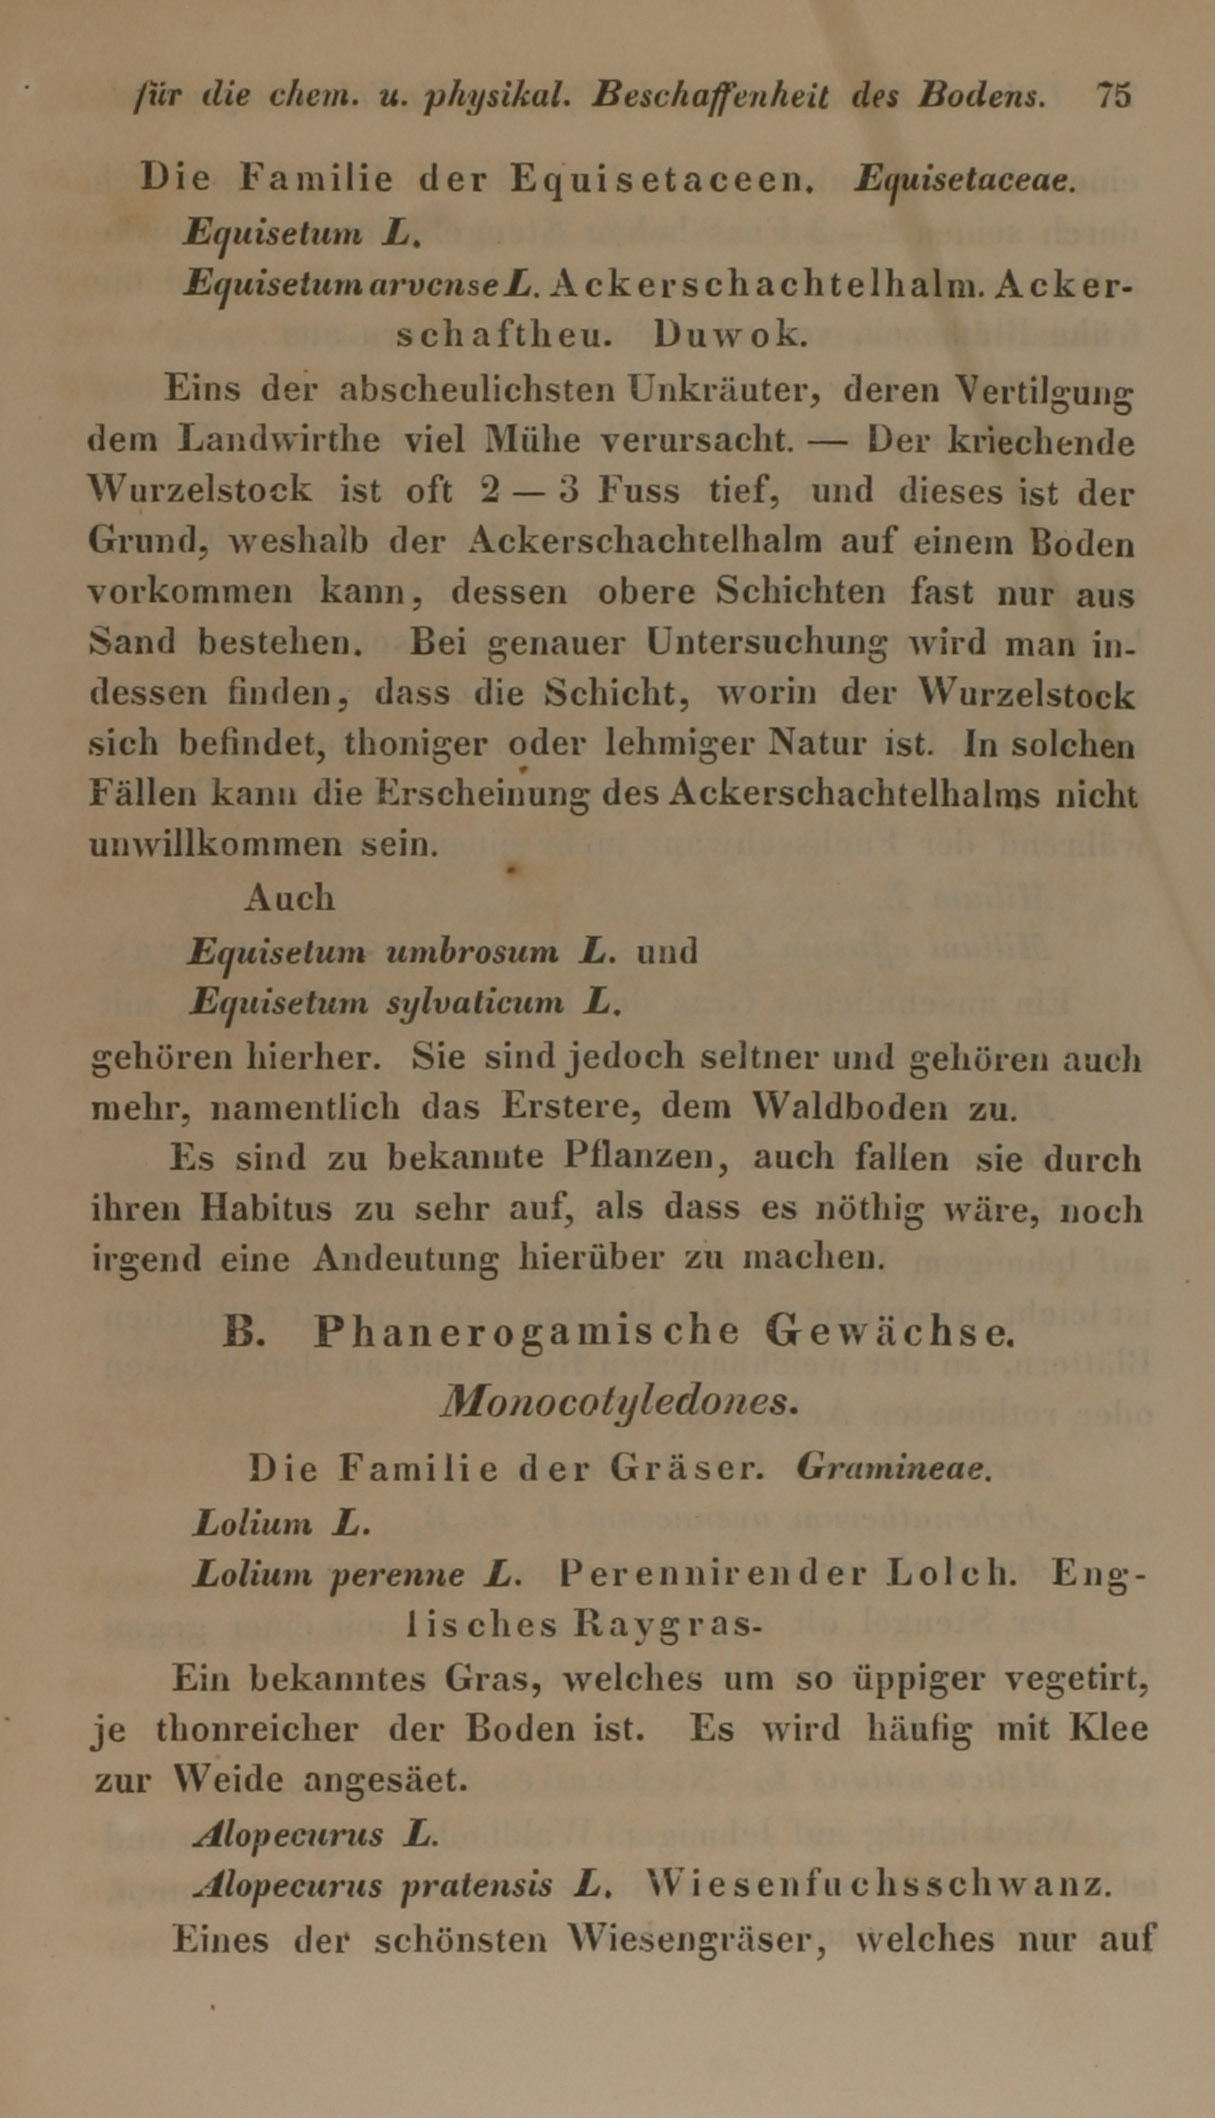 für die chem. u. physikal. Beschaffenheit des Bodens. 75
Die Familie der Equisetaceen. Equisetaceae.
Equisetum L.
Equisetum arvense L. Ackerschachtelhalm. Acker-
schaftheu. Duwok.
Eins der abscheulichsten Unkräuter, deren Vertilgung
dem Landwirthe viel Mühe verursacht. — Der kriechende
Wurzelstock ist oft 2 — 3 Fuss tief, und dieses ist der
Grund, weshalb der Ackerschachtelhalm auf einem Boden
vorkommen kann, dessen obere Schichten fast nur aus
Sand bestehen. Bei genauer Untersuchung wird man in-
dessen finden, dass die Schicht, worin der Wurzelstock
sich befindet, thoniger oder lehmiger Natur ist. In solchen
Fällen kann die Erscheinung des Ackerschachtelhalms nicht
unwillkommen sein.
Auch
Equisetum umbrosum L. und
Equisetum sylvaticum L.
gehören hierher. Sie sind jedoch seltner und gehören auch
mehr, namentlich das Erstere, dem Waldboden zu.
Es sind zu bekannte Pflanzen, auch fallen sie durch
ihren Habitus zu sehr auf, als dass es nöthig wäre, noch
irgend eine Andeutung hierüber zu machen.
B. Phanerogamische Gewächse.
Monocotyledones.
Die Familie der Gräser. Gramineae.
Lolium L.
Lolium perenne L. Perennirender Lolch. Eng-
lisches Raygras-
Ein bekanntes Gras, welches um so üppiger vegetirt,
je thonreicher der Boden ist. Es wird häufig mit Klee
zur Weide angesäet.
Alopecurus L.
Alopecurus pratensis L. Wiesenfuchsschwanz.
Eines der schönsten Wiesengräser, welches nur auf